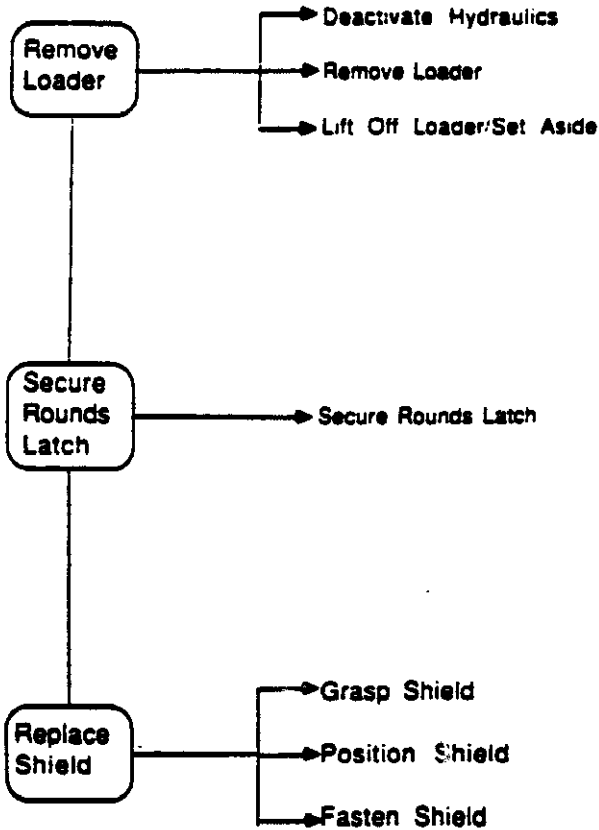 Remove
Loader
Deactivate Hydraulics
Remove Loader
Lift Off Loader/Set Aside
Secure
Rounds
Latch
Secure Rounds Latch
Replace
Shield
Grasp Shield
Position Shield
Fasten Shield